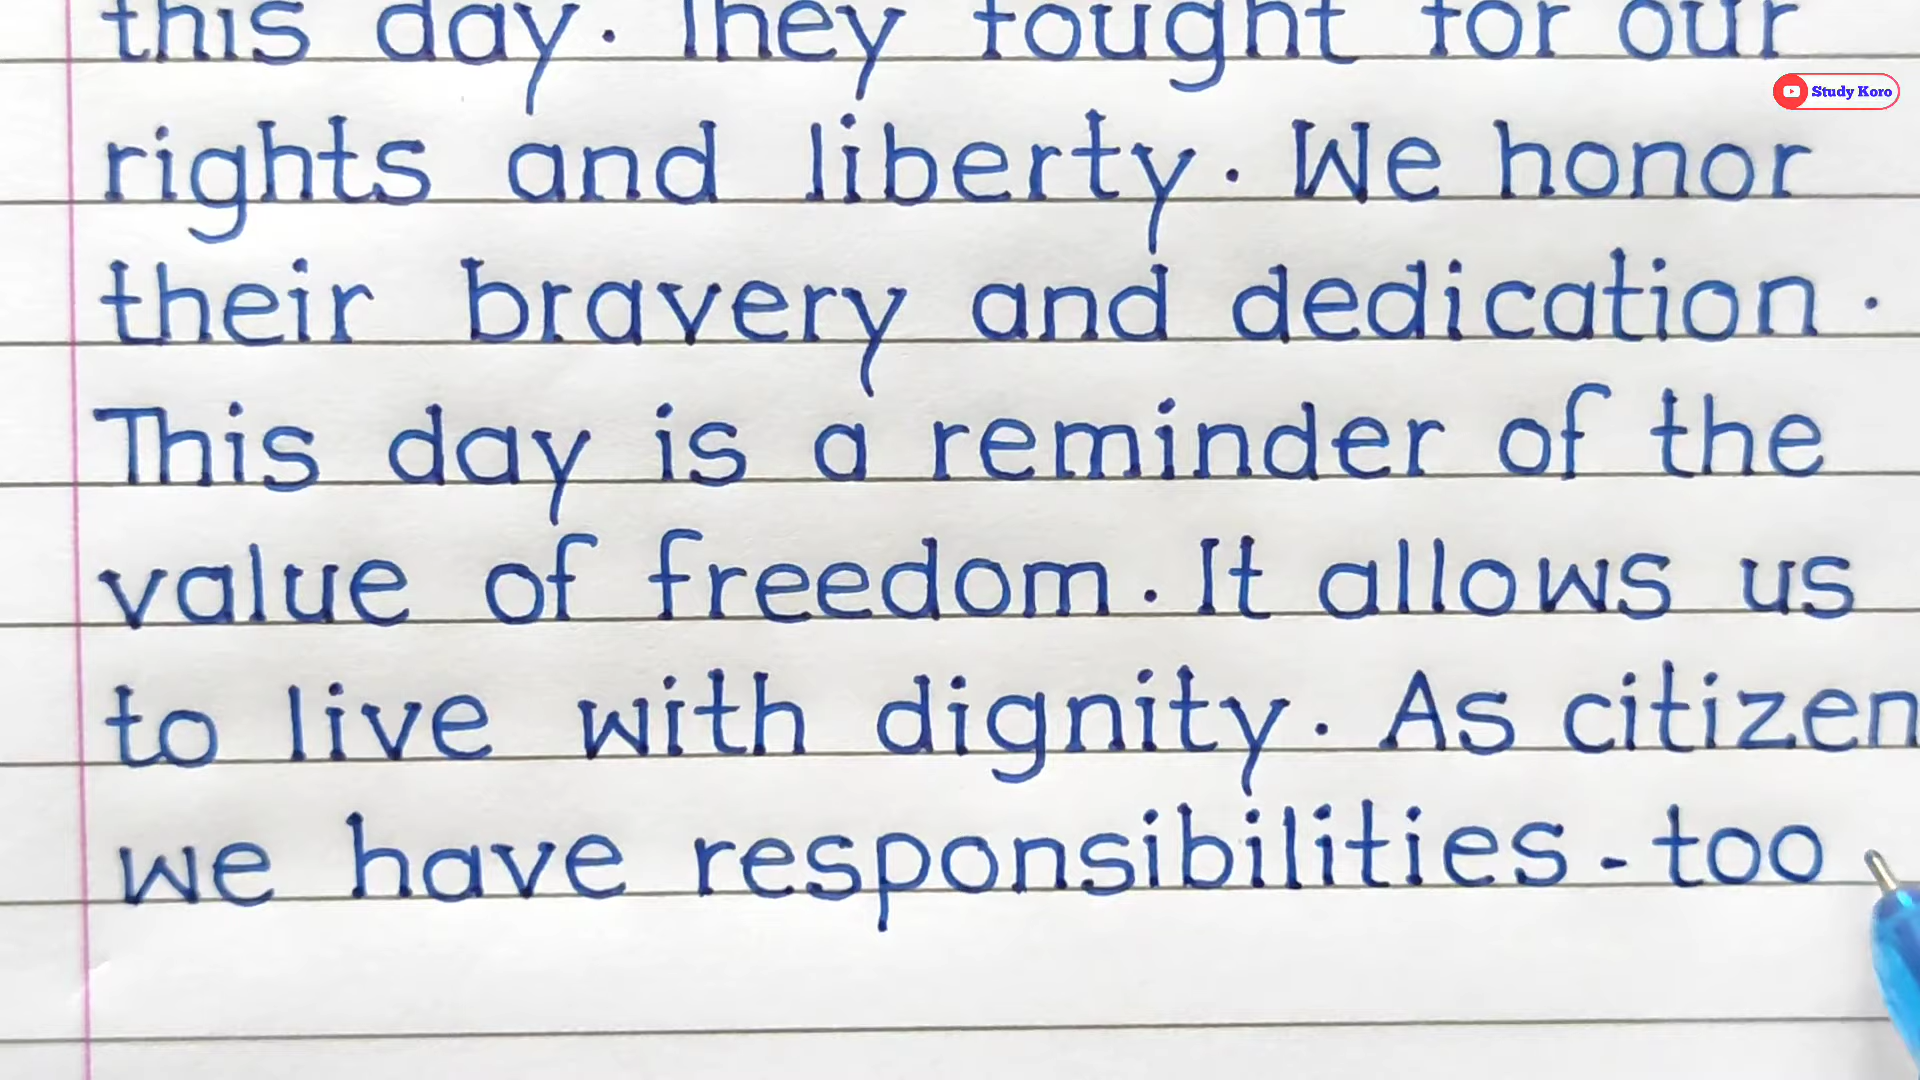 this day. They fought for our
Study Koro
rights and liberty. We honor
their bravery and dedication.
This day is a reminder of the
value of freedom. It allows us
to live with dignity. As citizen
we have responsibilities - too